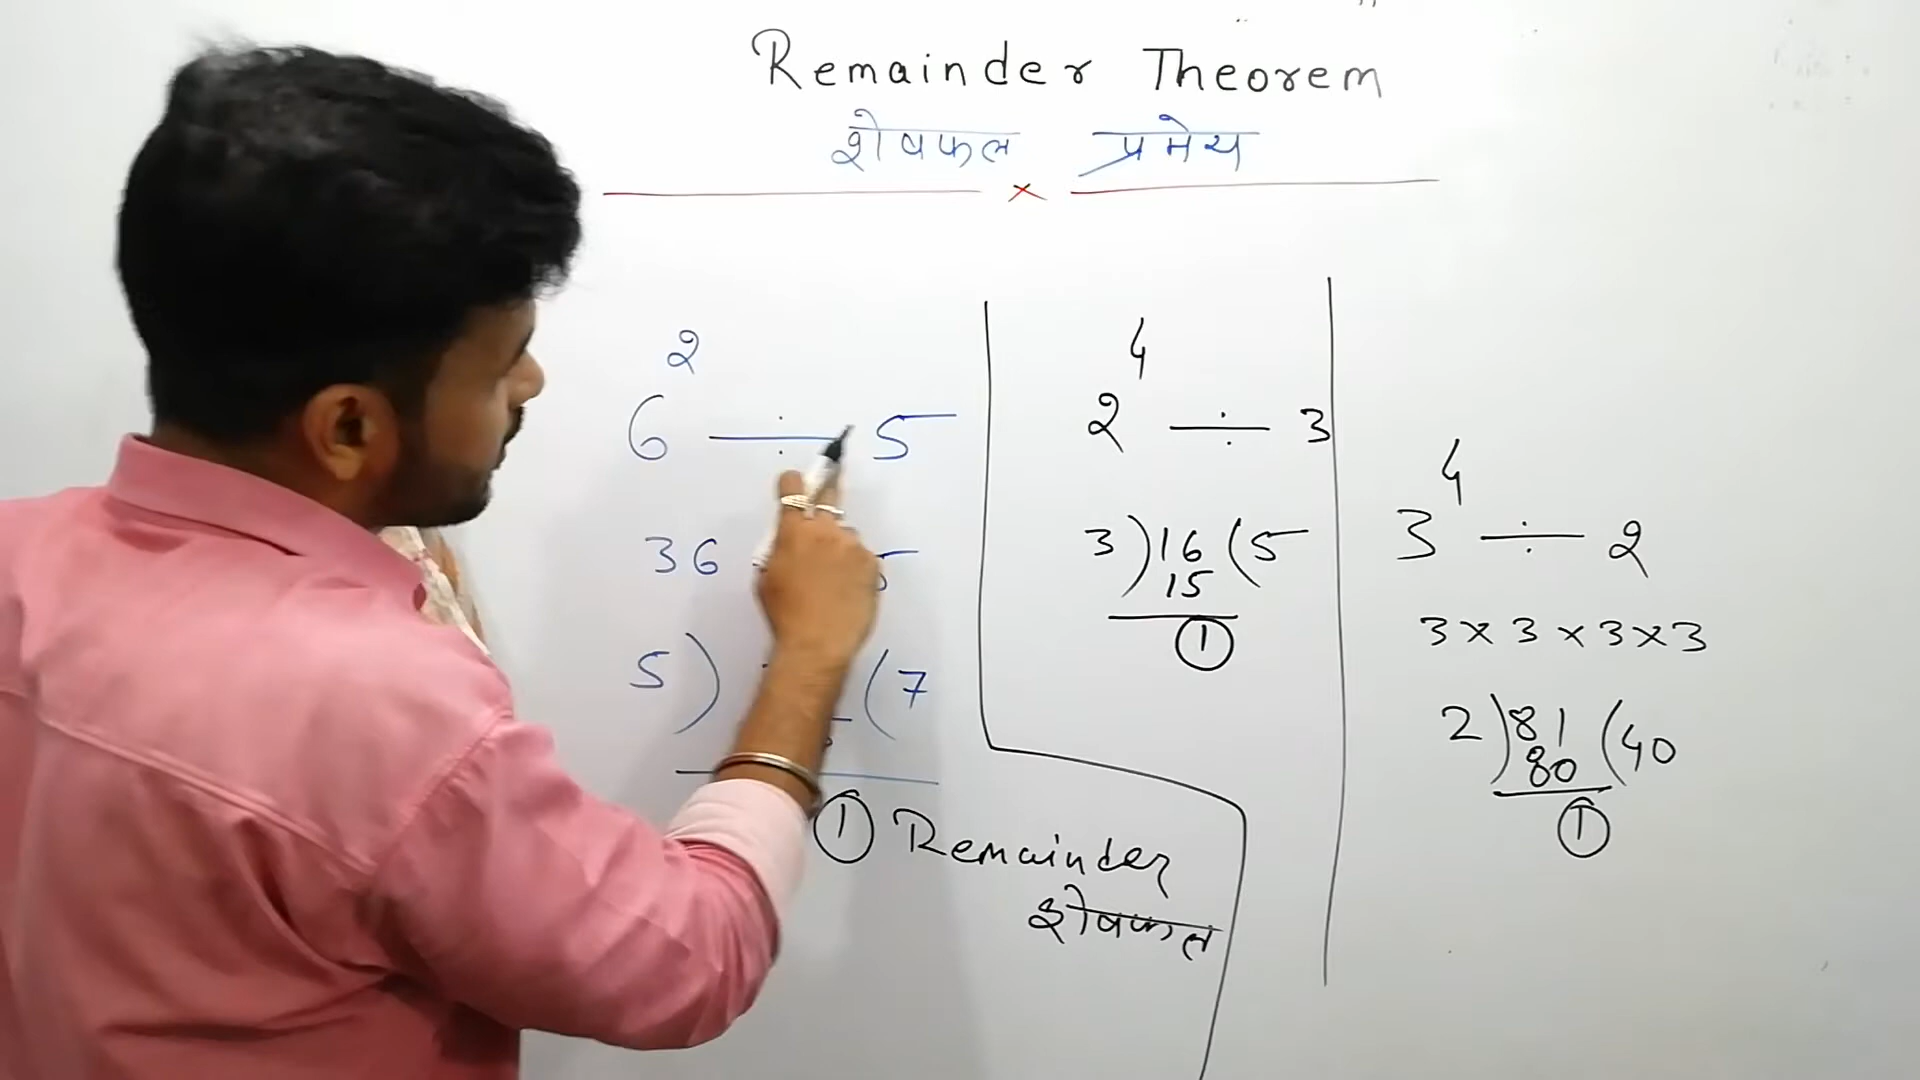 Remainder Theorem
शेषफल प्रमेय
×
6² ÷ 5
36 5
5) (7
① Remainder
शेषफल
2⁴ ÷ 3
3)16(5
15
①
3⁴ ÷ 2
3×3×3×3
2)81(40
80
①